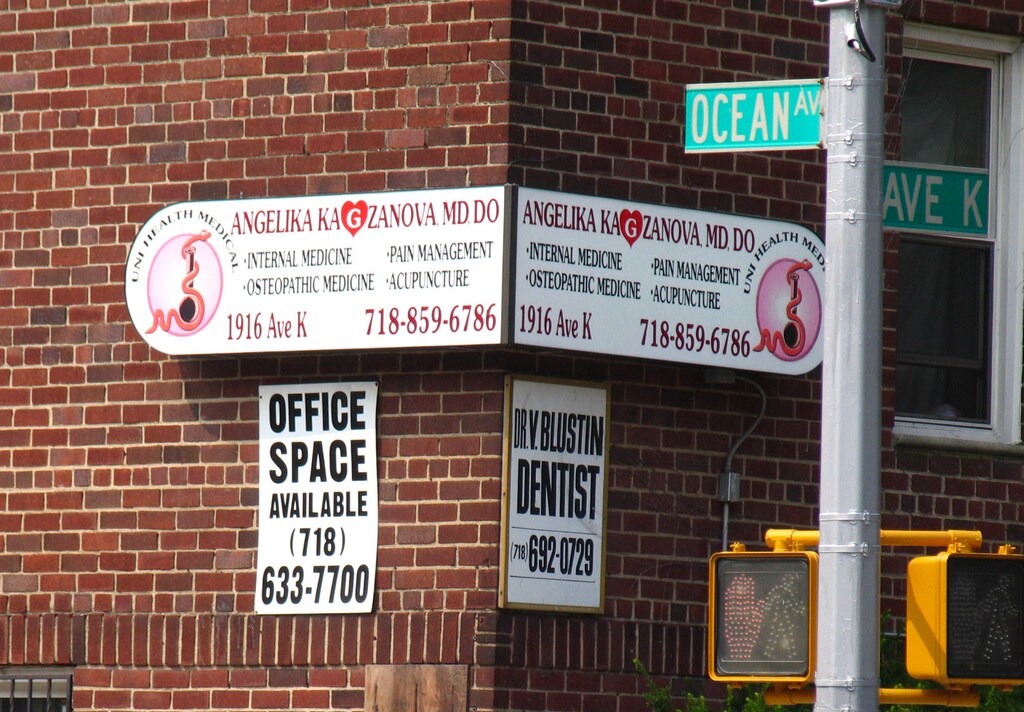 OCEAN AV
AVE K
UNI HEALTH MEDICAL
ANGELIKA KAGZANOVA, MD, DO
·INTERNAL MEDICINE ·PAIN MANAGEMENT
·OSTEOPATHIC MEDICINE ·ACUPUNCTURE
1916 Ave K 718-859-6786
ANGELIKA KAGZANOVA, MD, DO
UNI HEALTH MEDI
·INTERNAL MEDICINE ·PAIN MANAGEMENT
·OSTEOPATHIC MEDICINE ·ACUPUNCTURE
1916 Ave K 718-859-6786
OFFICE
SPACE
AVAILABLE
(718)
633-7700
DR. V. BLUSTIN
DENTIST
(718) 692-0729